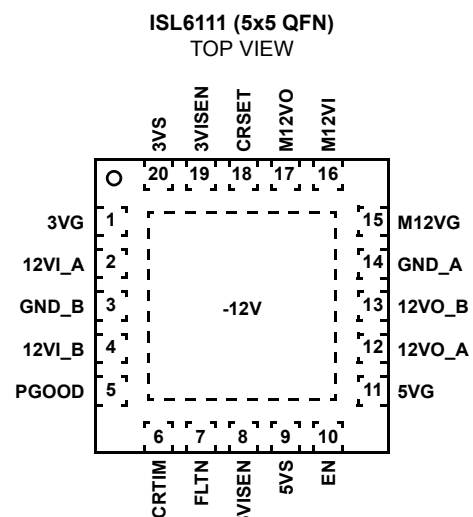 ISL6111 (5x5 QFN)
TOP VIEW
3VS
3VISEN
CRSET
M12VO
M12VI
20
19
18
17
16
3VG
1
12VI_A
2
GND_B
3
12VI_B
4
PGOOD
5
-12V
15
M12VG
14
GND_A
13
12VO_B
12
12VO_A
11
5VG
6
7
8
9
10
CRTIM
FLTN
5VISEN
5VS
EN